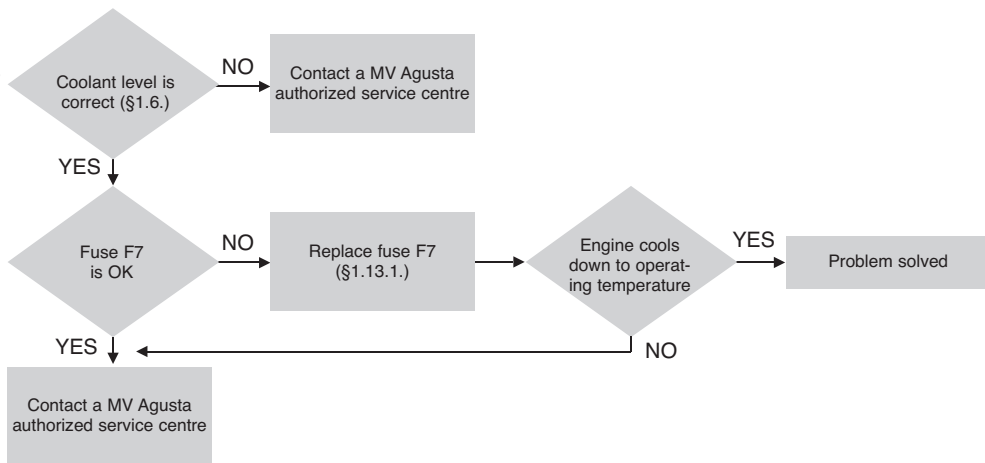 Coolant level is
correct (§1.6.)
NO
Contact a MV Agusta
authorized service centre
YES
Fuse F7
is OK
NO
Replace fuse F7
(§1.13.1.)
Engine cools
down to operat-
ing temperature
YES
Problem solved
YES
NO
Contact a MV Agusta
authorized service centre